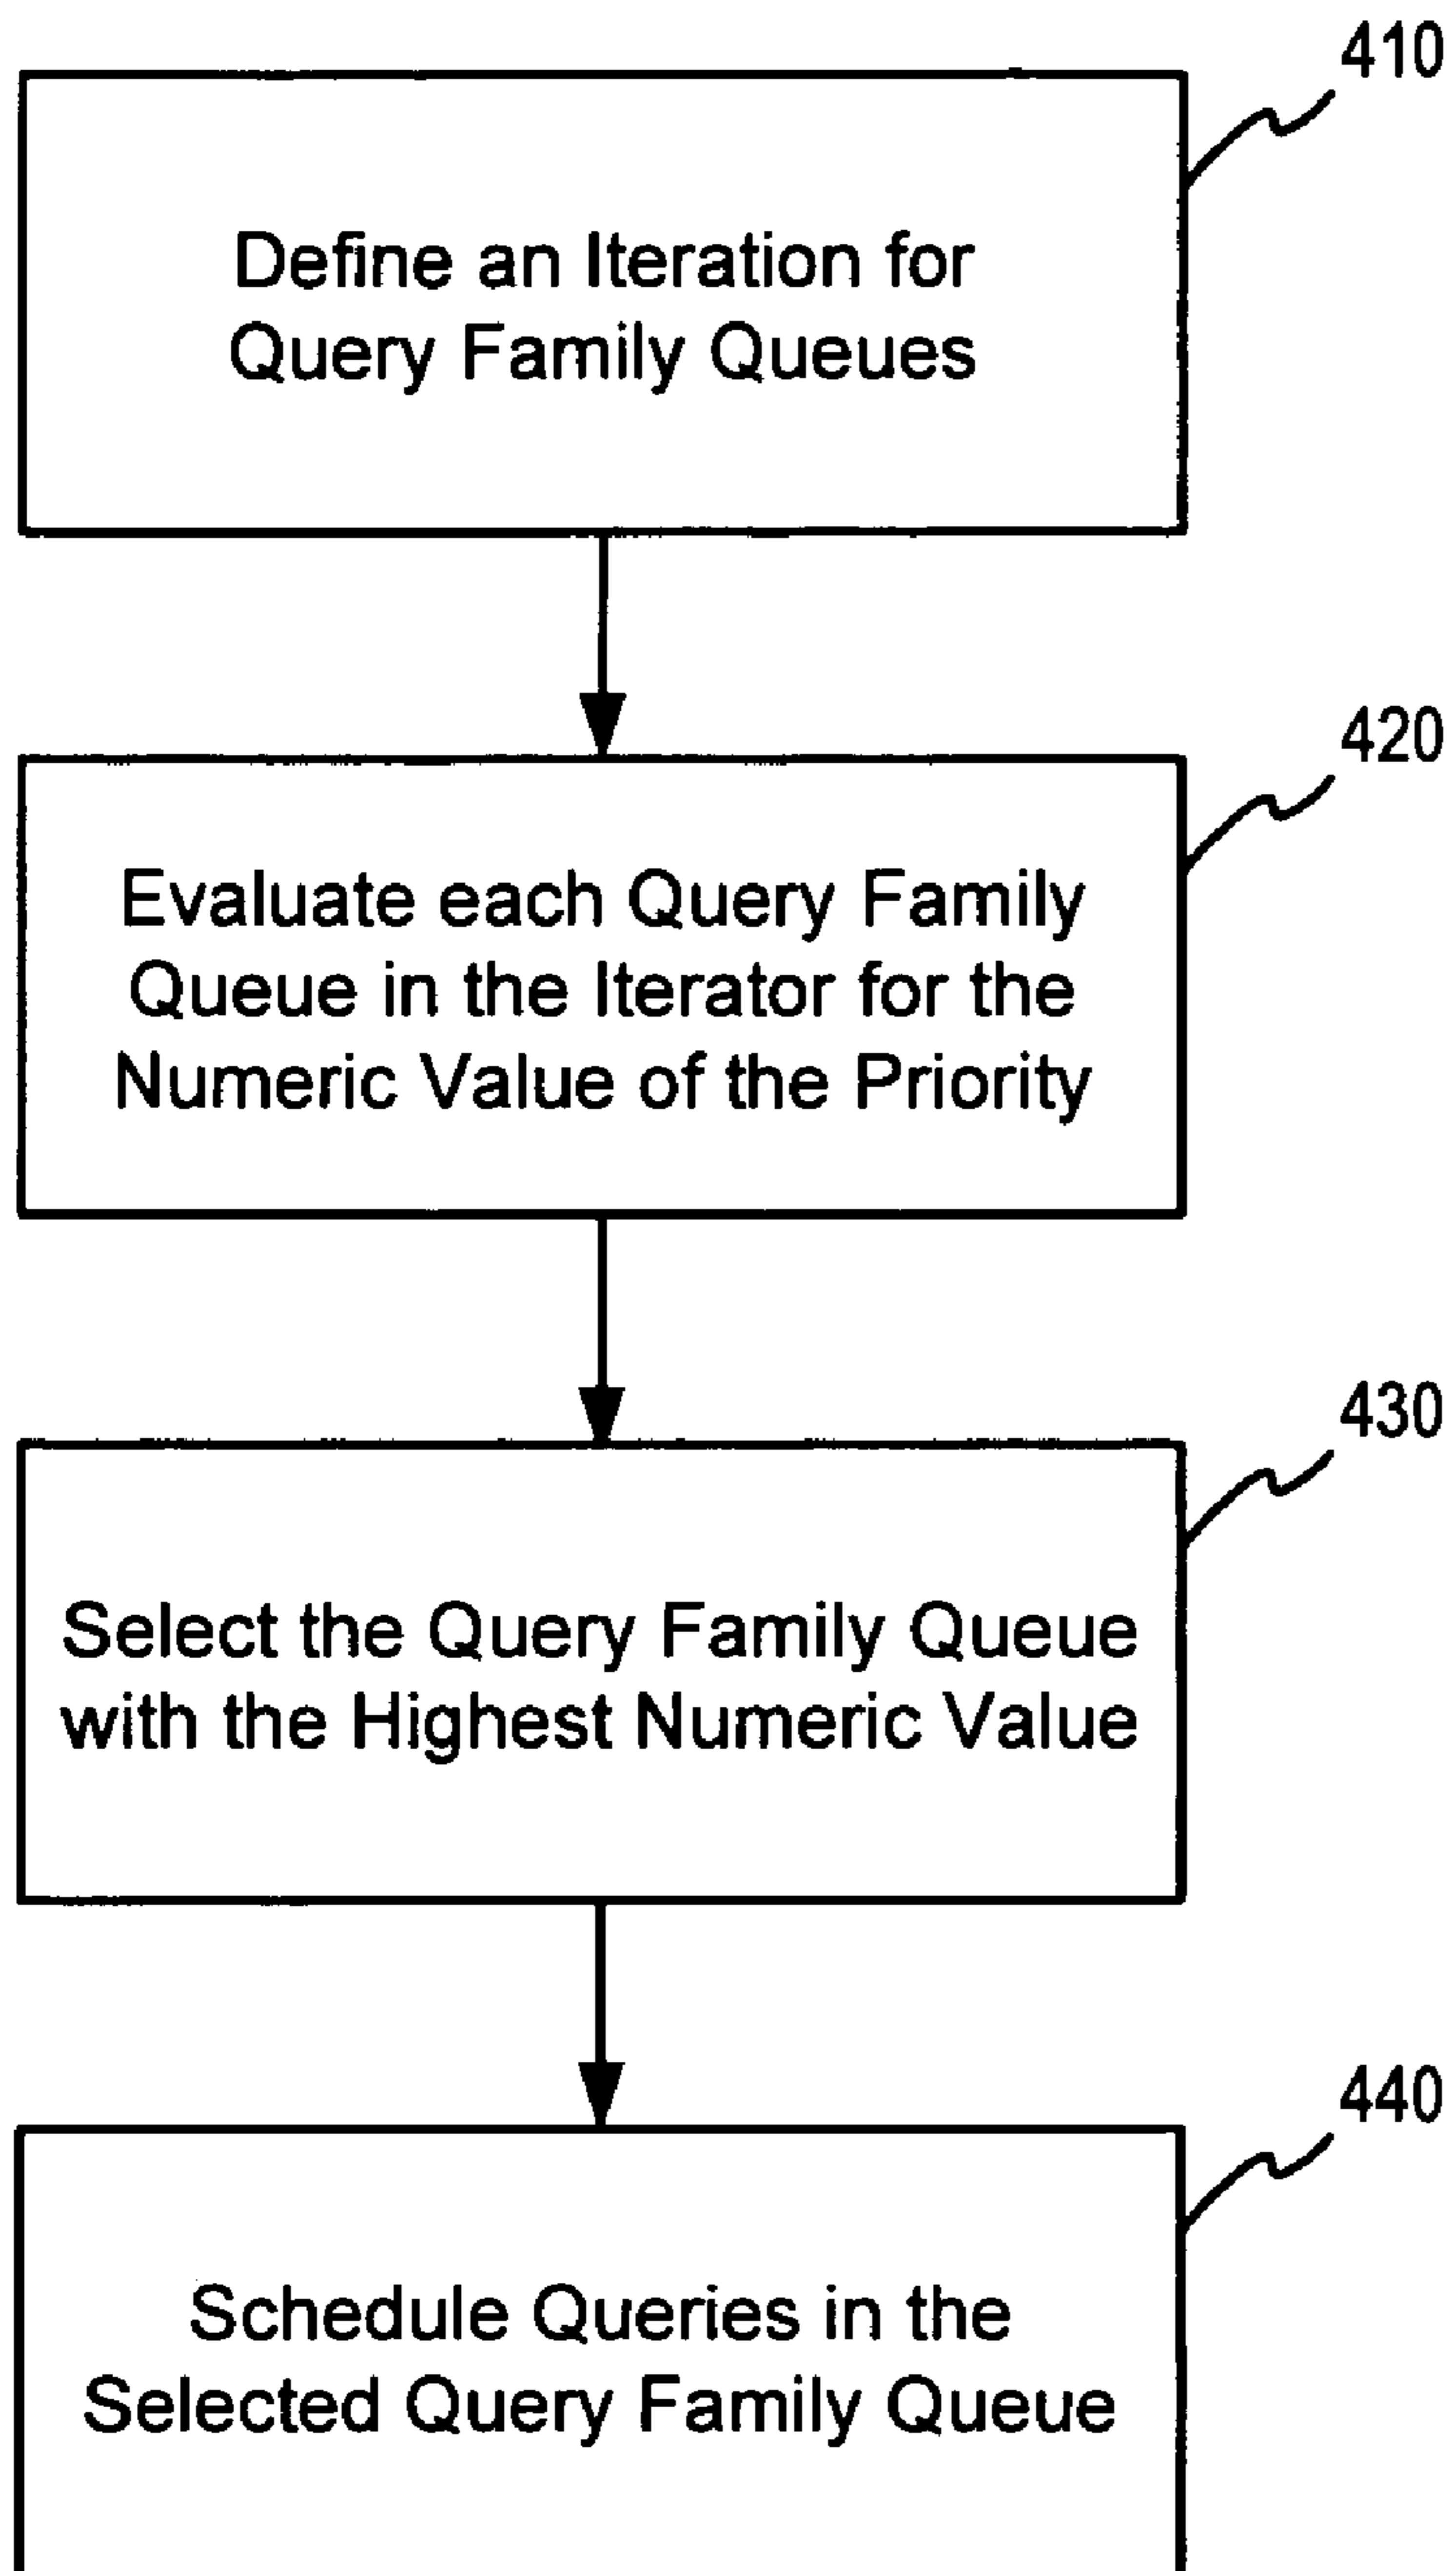 410
Define an Iteration for
Query Family Queues
420
Evaluate each Query Family
Queue in the Iterator for the
Numeric Value of the Priority
430
Select the Query Family Queue
with the Highest Numeric Value
440
Schedule Queries in the
Selected Query Family Queue